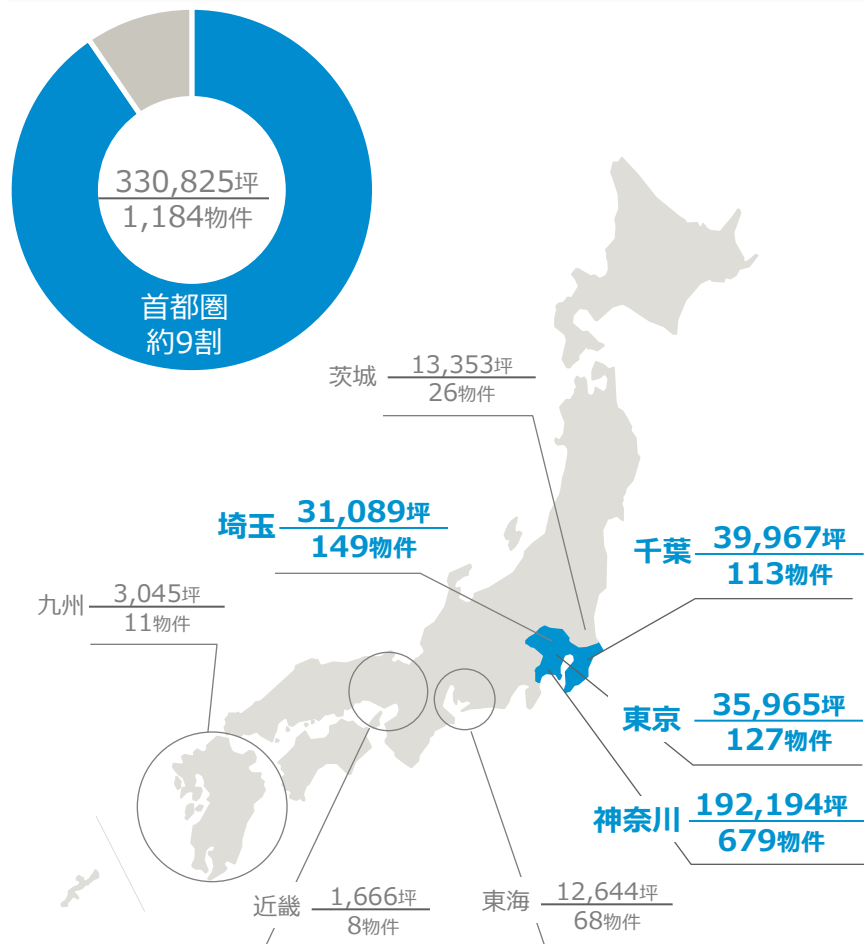 330,825坪
1,184物件
首都圏
約9割
茨城
13,353坪
26物件
埼玉
31,089坪
149物件
千葉
39,967坪
113物件
九州
3,045坪
11物件
東京
35,965坪
127物件
神奈川
192,194坪
679物件
近畿
1,666坪
8物件
東海
12,644坪
68物件